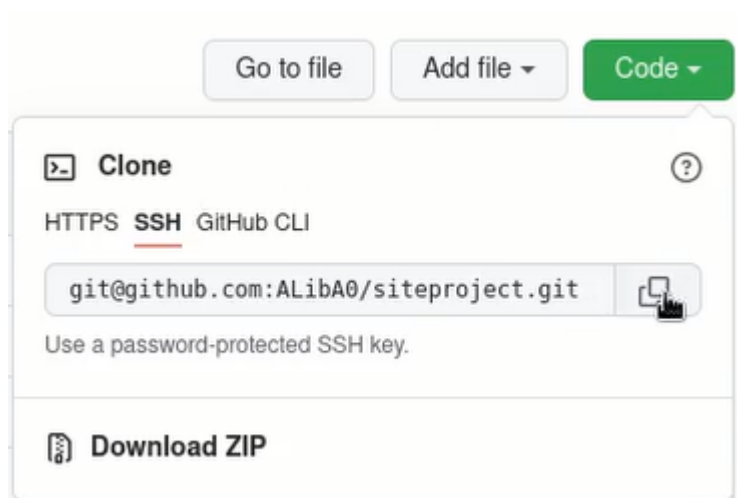 Go to file Add file Code
Clone
HTTPS SSH GitHub CLI
git@github.com:ALibA0/siteproject.git
Use a password-protected SSH key.
Download ZIP